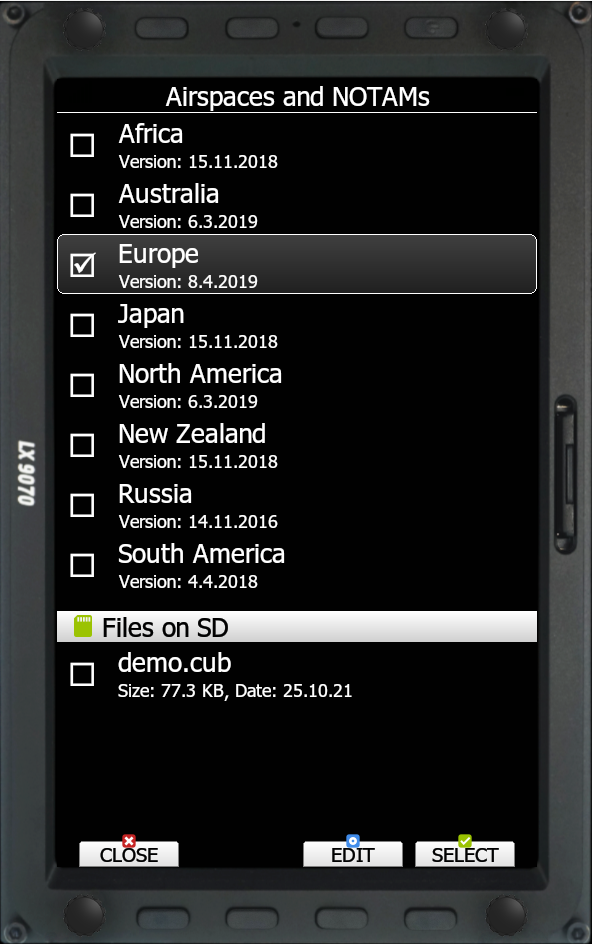 Airspaces and NOTAMs
Africa
Version: 15.11.2018
Australia
Version: 6.3.2019
Europe
Version: 8.4.2019
Japan
Version: 15.11.2018
North America
Version: 6.3.2019
New Zealand
Version: 15.11.2018
Russia
Version: 14.11.2016
South America
Version: 4.4.2018
Files on SD
demo.cub
Size: 77.3 KB, Date: 25.10.21
CLOSE
EDIT
SELECT
LX 9070